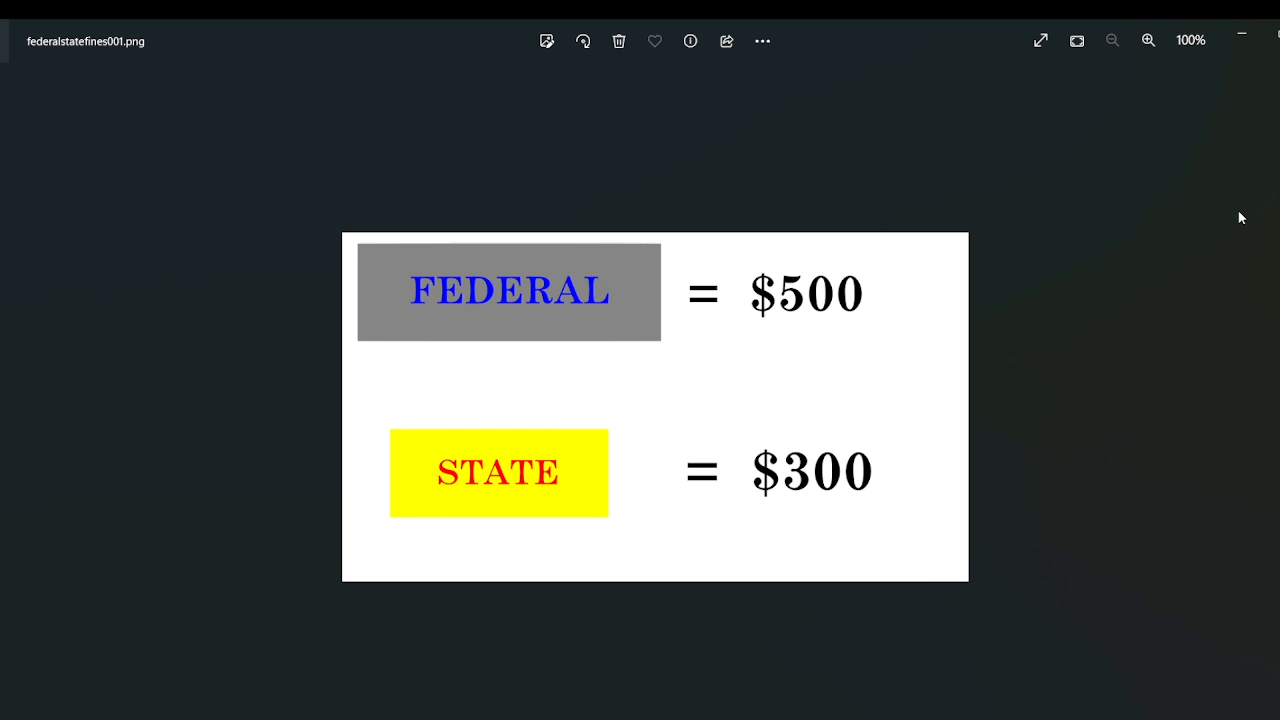 federalstatefines001.png
100%
FEDERAL = $500
STATE = $300